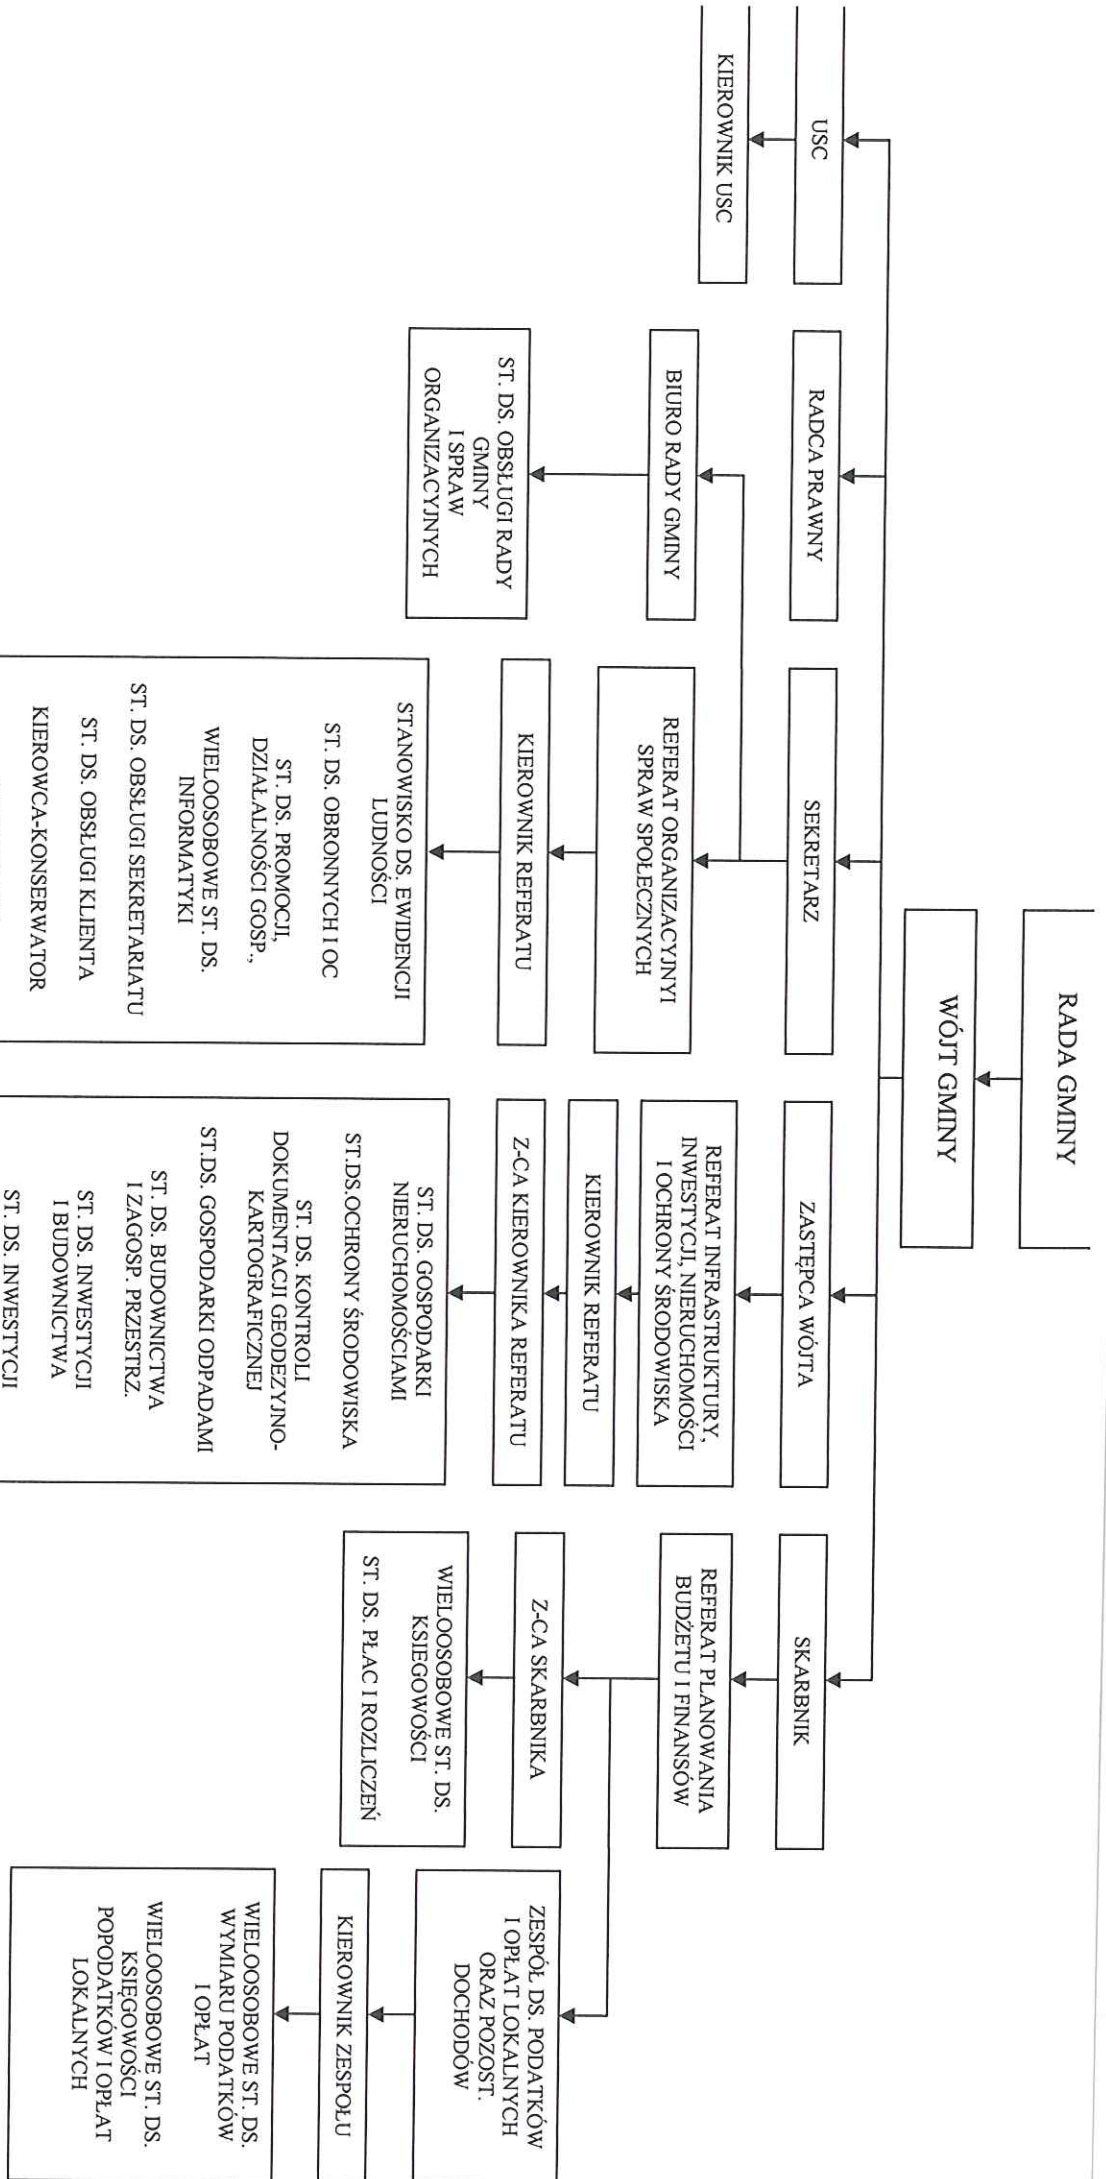 RADA GMINY
WÓJT GMINY
USC
KIEROWNIK USC
RADCA PRAWNY
SEKRETARZ
BIURO RADY GMINY
ST. DS. OBSŁUGI RADY
GMINY
I SPRAW
ORGANIZACYJNYCH
REFERAT ORGANIZACYJNYI
SPRAW SPOŁECZNYCH
KIEROWNIK REFERATU
STANOWISKO DS. EWIDENCJI
LUDNOŚCI
ST. DS. OBRONNYCH I OC
ST. DS. PROMOCJI,
DZIAŁALNOŚCI GOSP.,
WIELOOSOBOWE ST. DS.
INFORMATYKI
ST. DS. OBSŁUGI SEKRETARIATU
ST. DS. OBSŁUGI KLIENTA
KIEROWCA-KONSERWATOR
ZASTĘPCA WÓJTA
REFERAT INFRASTRUKTURY,
INWESTYCJI, NIERUCHOMOŚCI
I OCHRONY ŚRODOWISKA
KIEROWNIK REFERATU
Z-CA KIEROWNIKA REFERATU
ST. DS. GOSPODARKI
NIERUCHOMOŚCIAMI
ST.DS.OCHRONY ŚRODOWISKA
ST. DS. KONTROLI
DOKUMENTACJI GEODEZYJNO-
KARTOGRAFICZNEJ
ST.DS. GOSPODARKI ODPADAMI
ST. DS. BUDOWNICTWA
I ZAGOSP. PRZESTRZ.
ST. DS. INWESTYCJI
I BUDOWNICTWA
ST. DS. INWESTYCJI
SKARBNIK
REFERAT PLANOWANIA
BUDŻETU I FINANSÓW
Z-CA SKARBNIKA
WIELOOSOBOWE ST. DS.
KSIEGOWOŚCI
ST. DS. PŁAC I ROZLICZEŃ
ZESPÓŁ DS. PODATKÓW
I OPŁAT LOKALNYCH
ORAZ POZOST.
DOCHODÓW
KIEROWNIK ZESPOŁU
WIELOOSOBOWE ST. DS.
WYMIARU PODATKÓW
I OPŁAT
WIELOOSOBOWE ST. DS.
KSIĘGOWOŚCI
POPODATKÓW I OPŁAT
LOKALNYCH